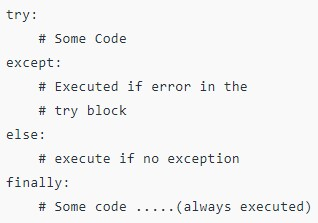 try:
    # Some Code
except:
    # Executed if error in the
    # try block
else:
    # execute if no exception
finally:
    # Some code .....(always executed)